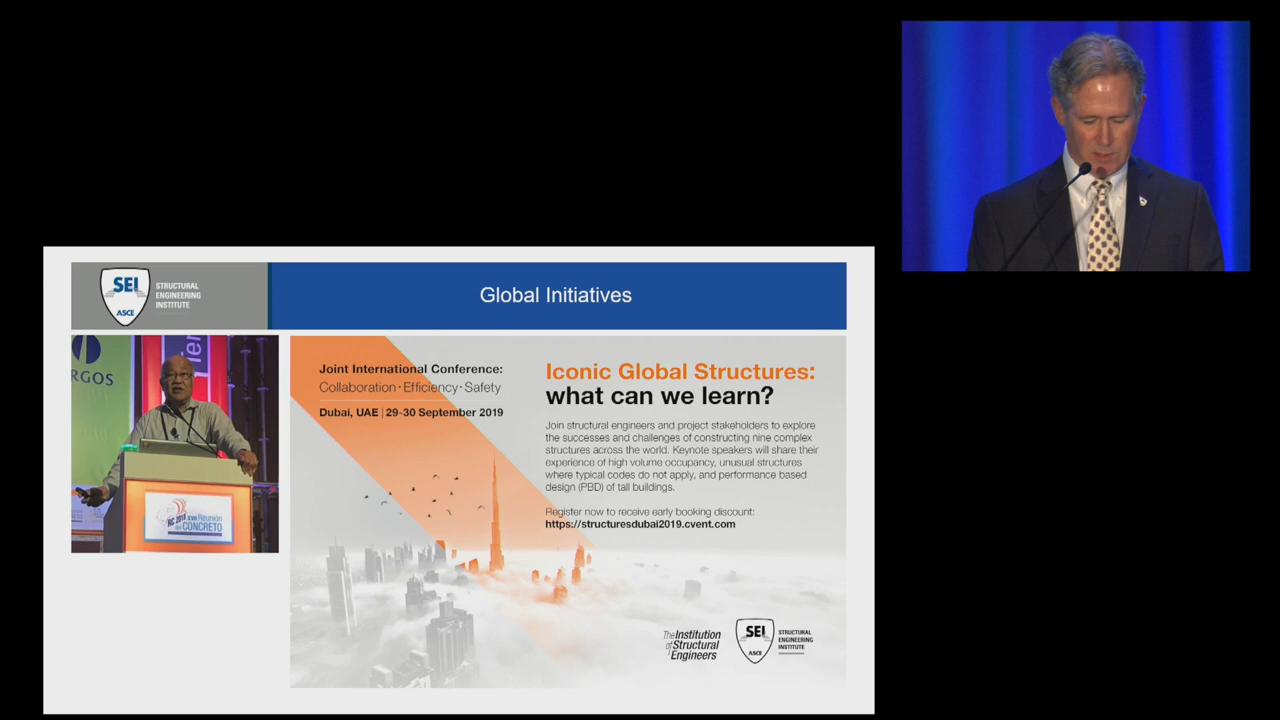 SEI
ASCE
STRUCTURAL
ENGINEERING
INSTITUTE
Global Initiatives
RGOS
RC 2018 XVII Reunión
del CONCRETO
Joint International Conference:
Collaboration · Efficiency · Safety
Dubai, UAE | 29-30 September 2019
Iconic Global Structures:
what can we learn?
Join structural engineers and project stakeholders to explore
the successes and challenges of constructing nine complex
structures across the world. Keynote speakers will share their
experience of high volume occupancy, unusual structures
where typical codes do not apply, and performance based
design (PBD) of tall buildings.
Register now to receive early booking discount:
https://structuresdubai2019.cvent.com
The Institution
of Structural
Engineers
SEI
ASCE
STRUCTURAL
ENGINEERING
INSTITUTE